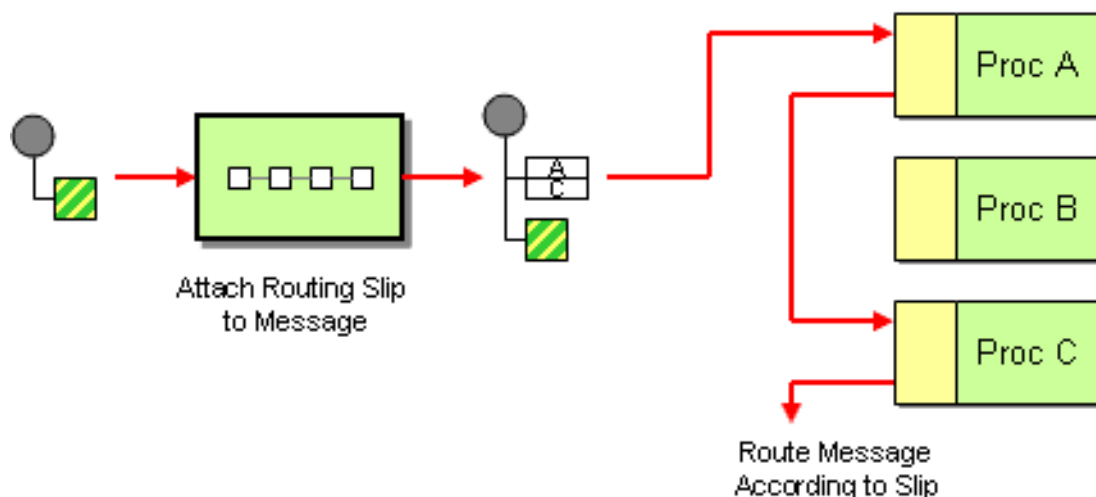 Proc A
A
C
Proc B
Attach Routing Slip
to Message
Proc C
Route Message
According to Slip